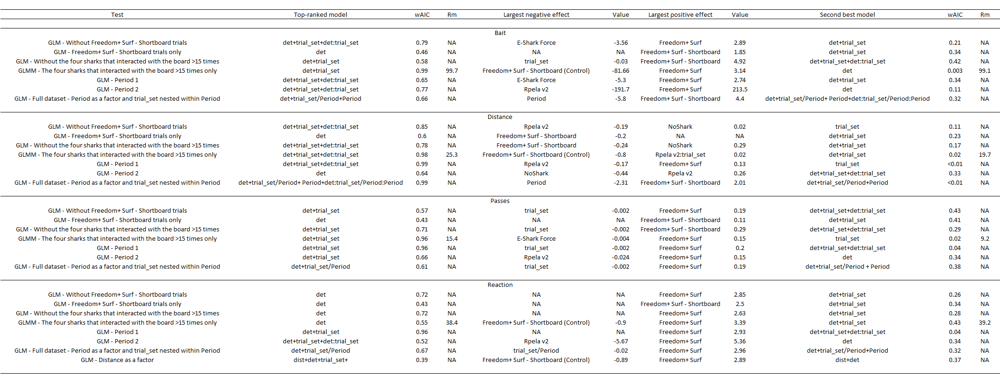 Test Top-ranked model wAIC Rm Largest negative effect Value Largest positive effect Value Second best model wAIC Rm
Bait
GLM - Without Freedom+ Surf - Shortboard trials det+trial_set+det:trial_set 0.79 NA E-Shark Force -3.56 Freedom+ Surf 2.89 det+trial_set 0.21 NA
GLM - Freedom+ Surf - Shortboard trials only det 0.46 NA NA NA Freedom+ Surf - Shortboard 1.85 det+trial_set 0.34 NA
GLM - Without the four sharks that interacted with the board >15 times det+trial_set 0.58 NA trial_set -0.03 Freedom+ Surf - Shortboard 4.92 det+trial_set+det:trial_set 0.42 NA
GLMM - The four sharks that interacted with the board >15 times only det+trial_set 0.99 99.7 Freedom+ Surf - Shortboard (Control) -81.66 Freedom+ Surf 3.14 det 0.003 99.1
GLM - Period 1 det+trial_set+det:trial_set 0.65 NA E-Shark Force -5.3 Freedom+ Surf 2.74 det+trial_set 0.34 NA
GLM - Period 2 det+trial_set+det:trial_set 0.77 NA Rpela v2 -191.7 Freedom+ Surf 213.5 det 0.11 NA
GLM - Full dataset - Period as a factor and trial_set nested within Period det+trial_set/Period+Period 0.66 NA Period -5.8 Freedom+ Surf - Shortboard 4.4 det+trial_set/Period+ Period+det:trial_set/Period:Period 0.32 NA
Distance
GLM - Without Freedom+ Surf - Shortboard trials det+trial_set+det:trial_set 0.85 NA Rpela v2 -0.19 NoShark 0.02 trial_set 0.11 NA
GLM - Freedom+ Surf - Shortboard trials only det 0.6 NA Freedom+ Surf - Shortboard -0.2 NA NA det+trial_set 0.23 NA
GLM - Without the four sharks that interacted with the board >15 times det+trial_set+det:trial_set 0.78 NA Freedom+ Surf - Shortboard -0.24 NoShark 0.29 det+trial_set 0.17 NA
GLMM - The four sharks that interacted with the board >15 times only det+trial_set+det:trial_set 0.98 25.3 Freedom+ Surf - Shortboard (Control) -0.8 Rpela v2:trial_set 0.02 det+trial_set 0.02 19.7
GLM - Period 1 det+trial_set+det:trial_set 0.99 NA Rpela v2 -0.17 Freedom+ Surf 0.13 trial_set <0.01 NA
GLM - Period 2 det 0.64 NA NoShark -0.44 Rpela v2 0.26 det+trial_set+det:trial_set 0.33 NA
GLM - Full dataset - Period as a factor and trial_set nested within Period det+trial_set/Period+ Period+det:trial_set/Period:Period 0.99 NA Period -2.31 Freedom+ Surf - Shortboard 2.01 det+trial_set/Period+Period <0.01 NA
Passes
GLM - Without Freedom+ Surf - Shortboard trials det+trial_set 0.57 NA trial_set -0.002 Freedom+ Surf 0.19 det+trial_set+det:trial_set 0.43 NA
GLM - Freedom+ Surf - Shortboard trials only det 0.43 NA NA NA Freedom+ Surf - Shortboard 0.11 det+trial_set 0.41 NA
GLM - Without the four sharks that interacted with the board >15 times det+trial_set 0.71 NA trial_set -0.002 Freedom+ Surf - Shortboard 0.29 det+trial_set+det:trial_set 0.29 NA
GLMM - The four sharks that interacted with the board >15 times only det+trial_set 0.96 15.4 E-Shark Force -0.004 Freedom+ Surf 0.15 trial_set 0.02 9.2
GLM - Period 1 det+trial_set 0.96 NA trial_set -0.002 Freedom+ Surf 0.2 det+trial_set+det:trial_set 0.04 NA
GLM - Period 2 det+trial_set 0.66 NA Rpela v2 -0.024 Freedom+ Surf 0.15 det 0.34 NA
GLM - Full dataset - Period as a factor and trial_set nested within Period det+trial_set/Period 0.61 NA trial_set -0.002 Freedom+ Surf 0.19 det+trial_set/Period + Period 0.38 NA
Reaction
GLM - Without Freedom+ Surf - Shortboard trials det 0.72 NA NA NA Freedom+ Surf 2.85 det+trial_set 0.26 NA
GLM - Freedom+ Surf - Shortboard trials only det 0.43 NA NA NA Freedom+ Surf - Shortboard 2.5 det+trial_set 0.34 NA
GLM - Without the four sharks that interacted with the board >15 times det 0.72 NA NA NA Freedom+ Surf 2.63 det+trial_set 0.28 NA
GLMM - The four sharks that interacted with the board >15 times only det 0.55 38.4 Freedom+ Surf - Shortboard (Control) -0.9 Freedom+ Surf 3.39 det+trial_set 0.43 39.2
GLM - Period 1 det+trial_set 0.96 NA NA NA Freedom+ Surf 2.93 det+trial_set+det:trial_set 0.04 NA
GLM - Period 2 det+trial_set+det:trial_set 0.52 NA Rpela v2 -5.67 Freedom+ Surf 5.36 det 0.34 NA
GLM - Full dataset - Period as a factor and trial_set nested within Period det+trial_set/Period 0.67 NA trial_set/Period -0.02 Freedom+ Surf 2.96 det+trial_set/Period+Period 0.32 NA
GLM - Distance as a factor dist+det+trial_set+ 0.39 NA Freedom+ Surf - Shortboard (Control) -0.89 Freedom+ Surf 2.89 dist+det 0.37 NA